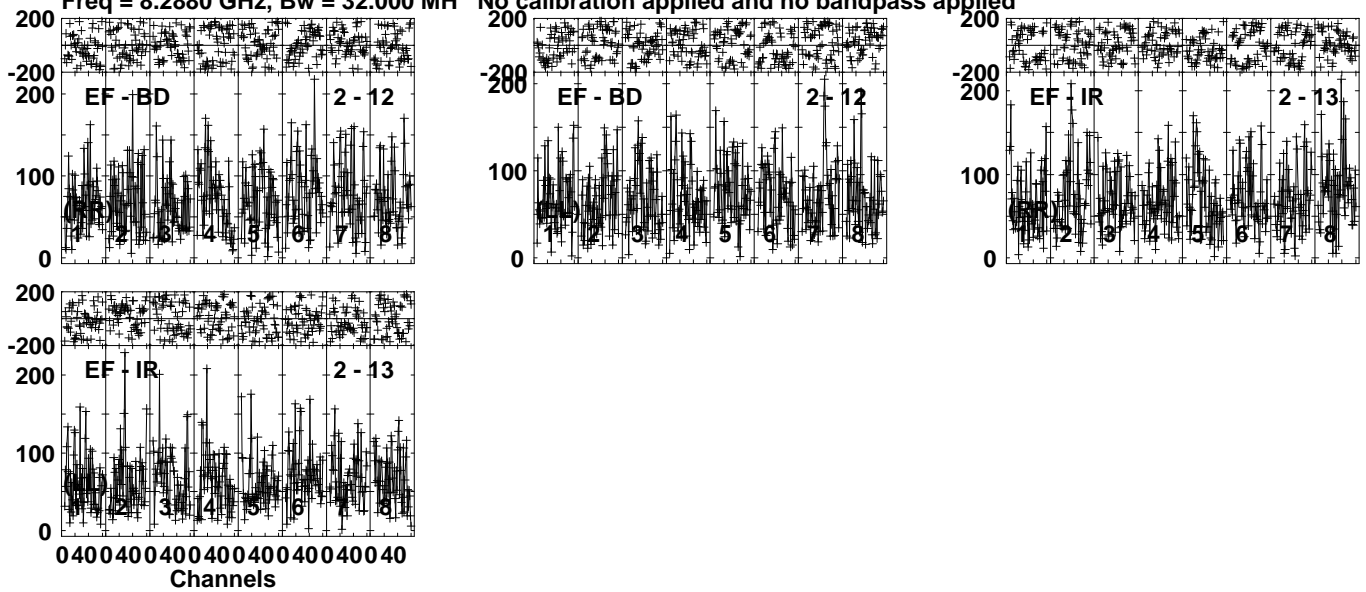 Freq = 8.2880 GHz, Bw = 32.000 MH No calibration applied and no bandpass applied
200 200 200
-200 -200 -200
200 EF - BD 2 - 12 200 EF - BD 2 - 12 200 EF - IR 2 - 13
100 100 100
(RR) (LL) (RR)
1 2 3 4 5 6 7 8 1 2 3 4 5 6 7 8 1 2 3 4 5 6 7 8
0 0 0
200
-200
200 EF - IR 2 - 13
100
(LL)
1 2 3 4 5 6 7 8
0
0 40 0 40 0 40 0 40 0 40 0 40 0 40 0 40
Channels